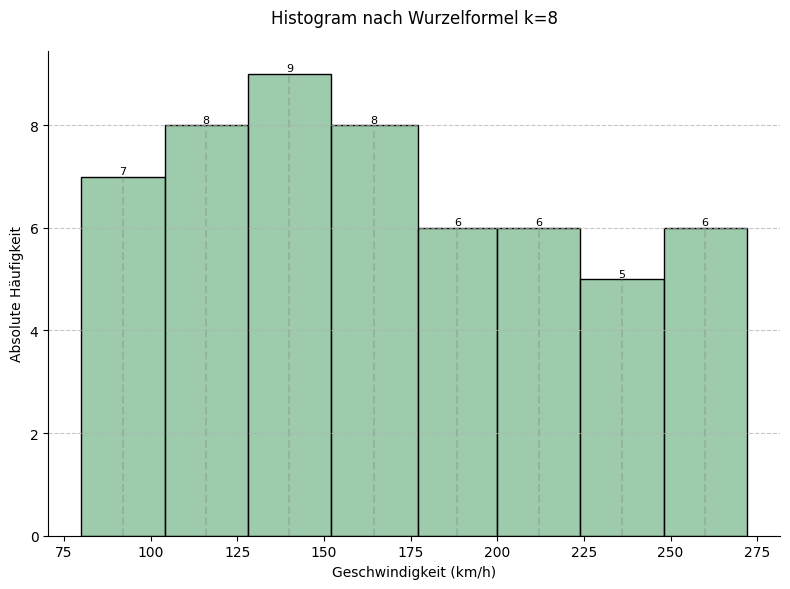 Histogram nach Wurzelformel k=8
9
8 8
7
6 6 6
5
Absolute Häufigkeit
8
6
4
2
0
75 100 125 150 175 200 225 250 275
Geschwindigkeit (km/h)